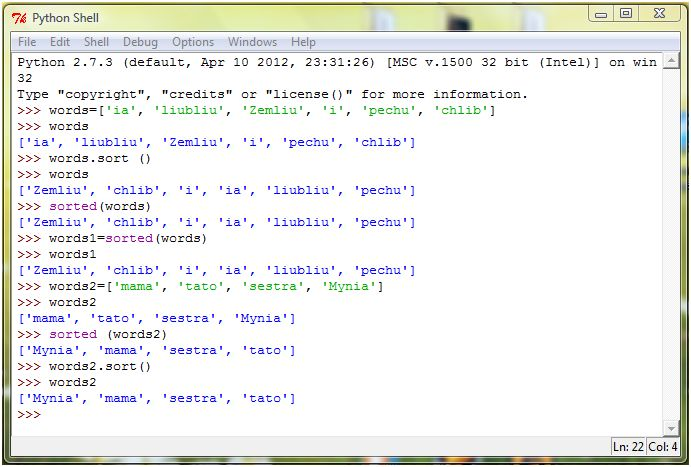 Python Shell
File Edit Shell Debug Options Windows Help
Python 2.7.3 (default, Apr 10 2012, 23:31:26) [MSC v.1500 32 bit (Intel)] on win
32
Type "copyright", "credits" or "license()" for more information.
>>> words=['ia', 'liubliu', 'Zemliu', 'i', 'pechu', 'chlib']
>>> words
['ia', 'liubliu', 'Zemliu', 'i', 'pechu', 'chlib']
>>> words.sort ()
>>> words
['Zemliu', 'chlib', 'i', 'ia', 'liubliu', 'pechu']
>>> sorted(words)
['Zemliu', 'chlib', 'i', 'ia', 'liubliu', 'pechu']
>>> words1=sorted(words)
>>> words1
['Zemliu', 'chlib', 'i', 'ia', 'liubliu', 'pechu']
>>> words2=['mama', 'tato', 'sestra', 'Mynia']
>>> words2
['mama', 'tato', 'sestra', 'Mynia']
>>> sorted (words2)
['Mynia', 'mama', 'sestra', 'tato']
>>> words2.sort()
>>> words2
['Mynia', 'mama', 'sestra', 'tato']
>>>
Ln: 22 Col: 4